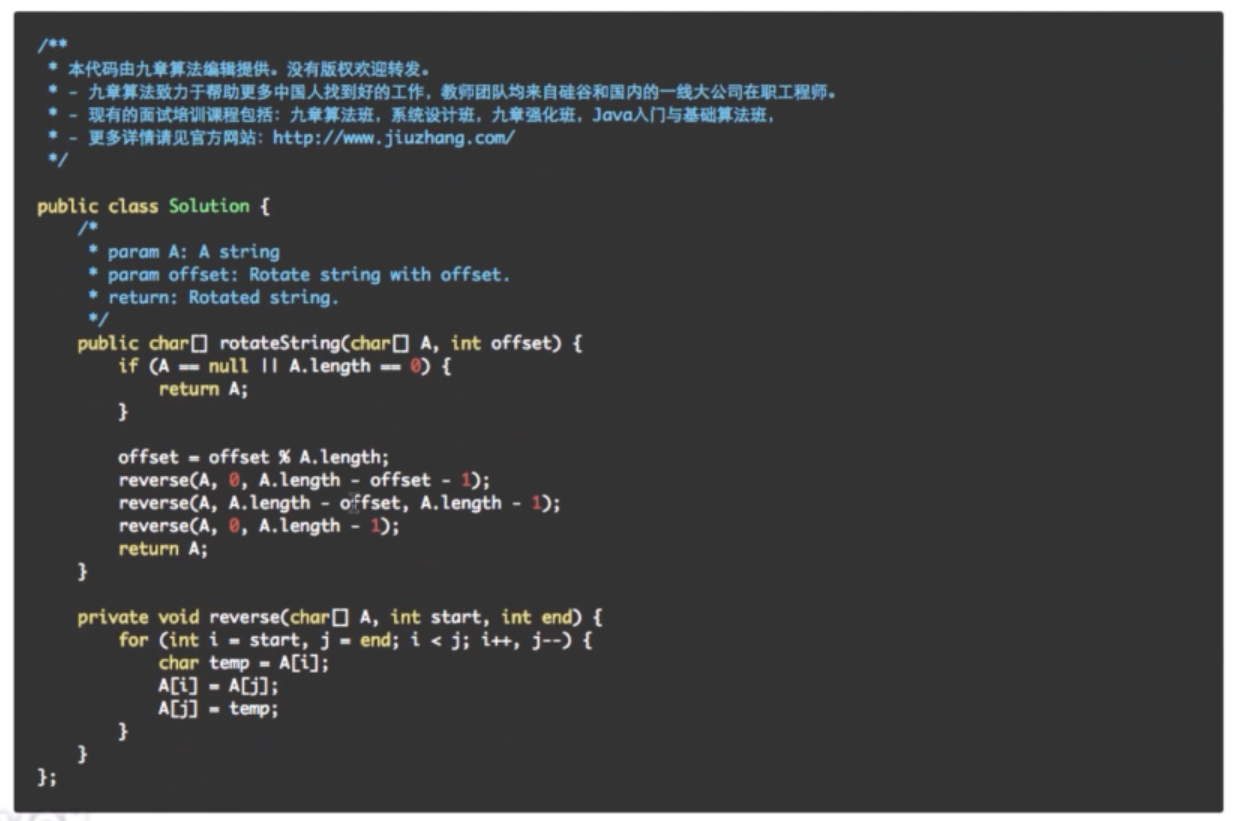 /**
 * 本代码由九章算法编辑提供。没有版权欢迎转发。
 * - 九章算法致力于帮助更多中国人找到好的工作，教师团队均来自硅谷和国内的一线大公司在职工程师。
 * - 现有的面试培训课程包括：九章算法班，系统设计班，九章强化班，Java入门与基础算法班，
 * - 更多详情请见官方网站：http://www.jiuzhang.com/
 */
public class Solution {
    /*
     * param A: A string
     * param offset: Rotate string with offset.
     * return: Rotated string.
     */
    public char[] rotateString(char[] A, int offset) {
        if (A == null || A.length == 0) {
            return A;
        }
        offset = offset % A.length;
        reverse(A, 0, A.length - offset - 1);
        reverse(A, A.length - offset, A.length - 1);
        reverse(A, 0, A.length - 1);
        return A;
    }
    private void reverse(char[] A, int start, int end) {
        for (int i = start, j = end; i < j; i++, j--) {
            char temp = A[i];
            A[i] = A[j];
            A[j] = temp;
        }
    }
};